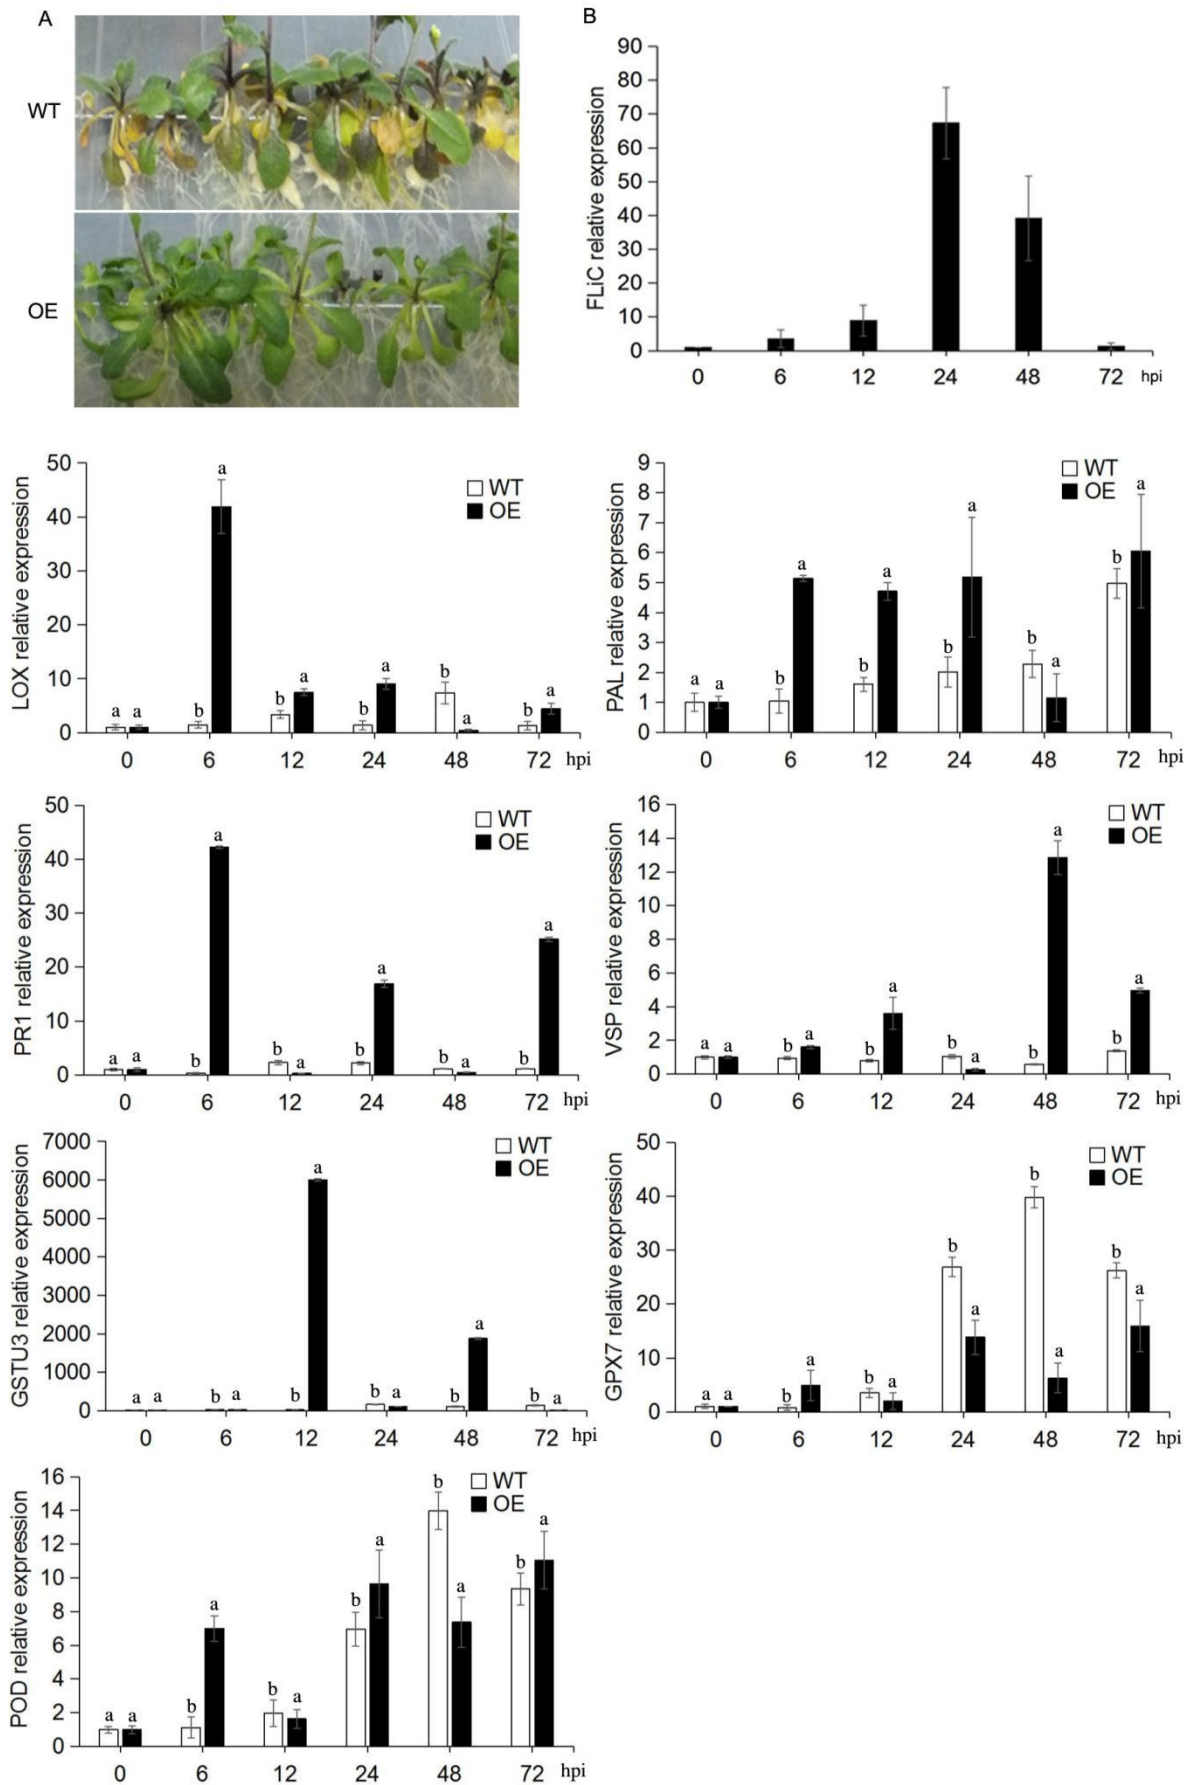 A
WT
OE
B
FLiC relative expression
90
80
70
60
50
40
30
20
10
0
0 6 12 24 48 72 hpi
LOX relative expression
50
40
30
20
10
0
WT
OE
a a b a b a b a b a b a
0 6 12 24 48 72 hpi
PAL relative expression
9
8
7
6
5
4
3
2
1
0
WT
OE
a a b a b a b a b a b a
0 6 12 24 48 72 hpi
PR1 relative expression
50
40
30
20
10
0
WT
OE
a a b a b a b a b a b a
0 6 12 24 48 72 hpi
VSP relative expression
16
14
12
10
8
6
4
2
0
WT
OE
a a b a b a b a b a b a
0 6 12 24 48 72 hpi
GSTU3 relative expression
7000
6000
5000
4000
3000
2000
1000
0
WT
OE
a a b a b a b a b a b a
0 6 12 24 48 72 hpi
GPX7 relative expression
50
40
30
20
10
0
WT
OE
a a b a b a b a b a b a
0 6 12 24 48 72 hpi
POD relative expression
16
14
12
10
8
6
4
2
0
WT
OE
a a b a b a b a b a b a
0 6 12 24 48 72 hpi